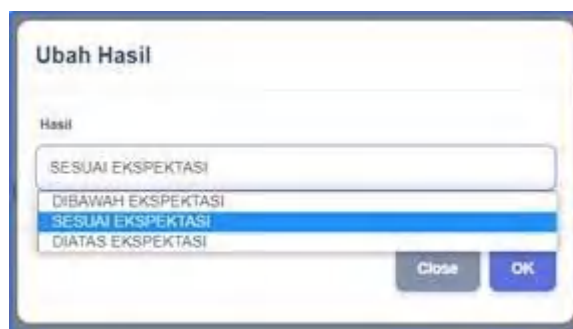 Ubah Hasil
Hasil
SESUAI EKSPEKTASI
DIBAWAH EKSPEKTASI
SESUAI EKSPEKTASI
DIATAS EKSPEKTASI
Close OK